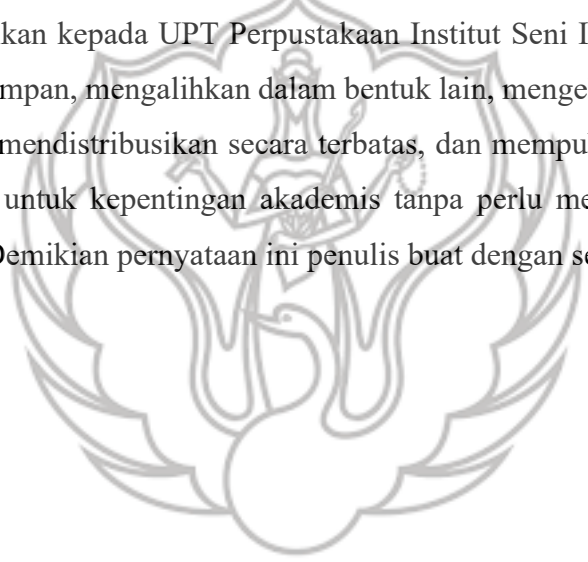 kan kepada UPT Perpustakaan Institut Seni I
mpan, mengalihkan dalam bentuk lain, menge
mendistribusikan secara terbatas, dan mempul
untuk kepentingan akademis tanpa perlu me
Demikian pernyataan ini penulis buat dengan se